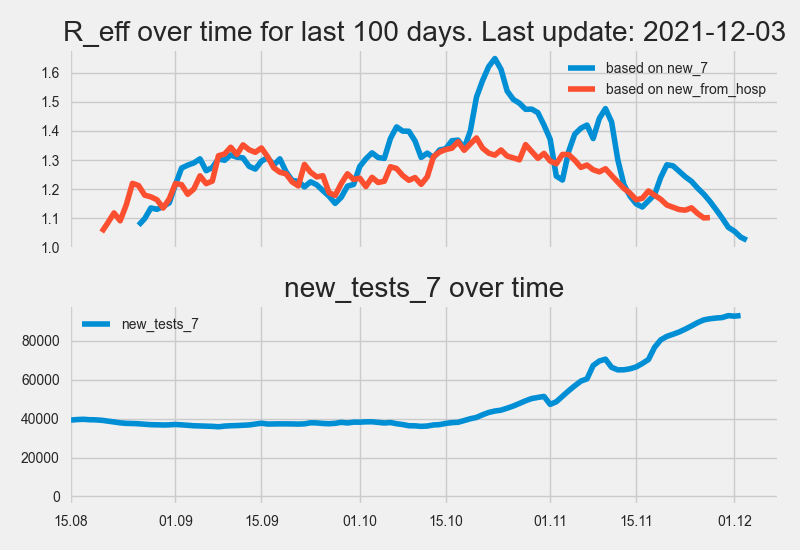 R_eff over time for last 100 days. Last update: 2021-12-03
1.6
1.5
1.4
1.3
1.2
1.1
1.0
based on new_7
based on new_from_hosp
new_tests_7 over time
new_tests_7
80000
60000
40000
20000
0
15.08 01.09 15.09 01.10 15.10 01.11 15.11 01.12